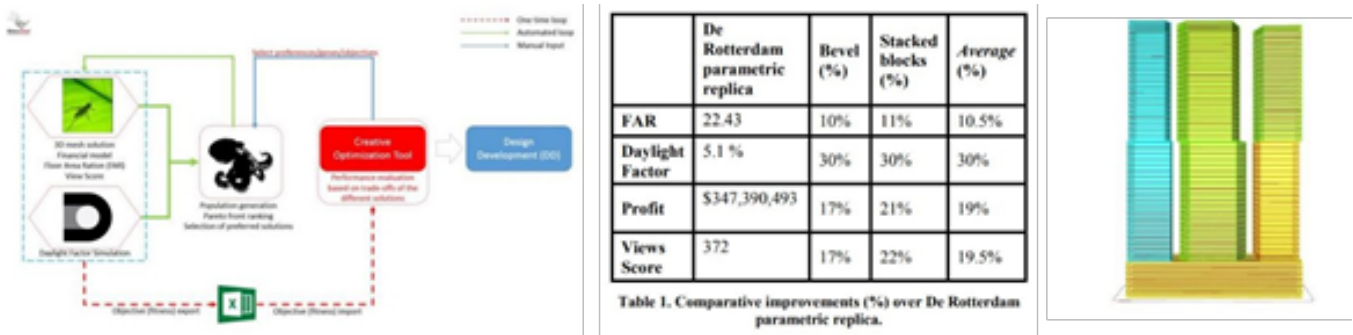 One time loop
Automated loop
Manual Input
Select preferences/genes/objectives
3D mesh solution
Financial model
Floor Area Ration (FAR)
View Score
Daylight Factor Simulation
Population generation
Pareto front ranking
Selection of preferred solutions
Creative
Optimization Tool
Performance evaluation
based on trade-offs of the
different solutions
Design
Development (DD)
Objective (fitness) export
Objective (fitness) import
De Rotterdam parametric replica Bevel (%) Stacked blocks (%) Average (%)
FAR 22.43 10% 11% 10.5%
Daylight Factor 5.1 % 30% 30% 30%
Profit $347,390,493 17% 21% 19%
Views Score 372 17% 22% 19.5%
Table 1. Comparative improvements (%) over De Rotterdam
parametric replica.